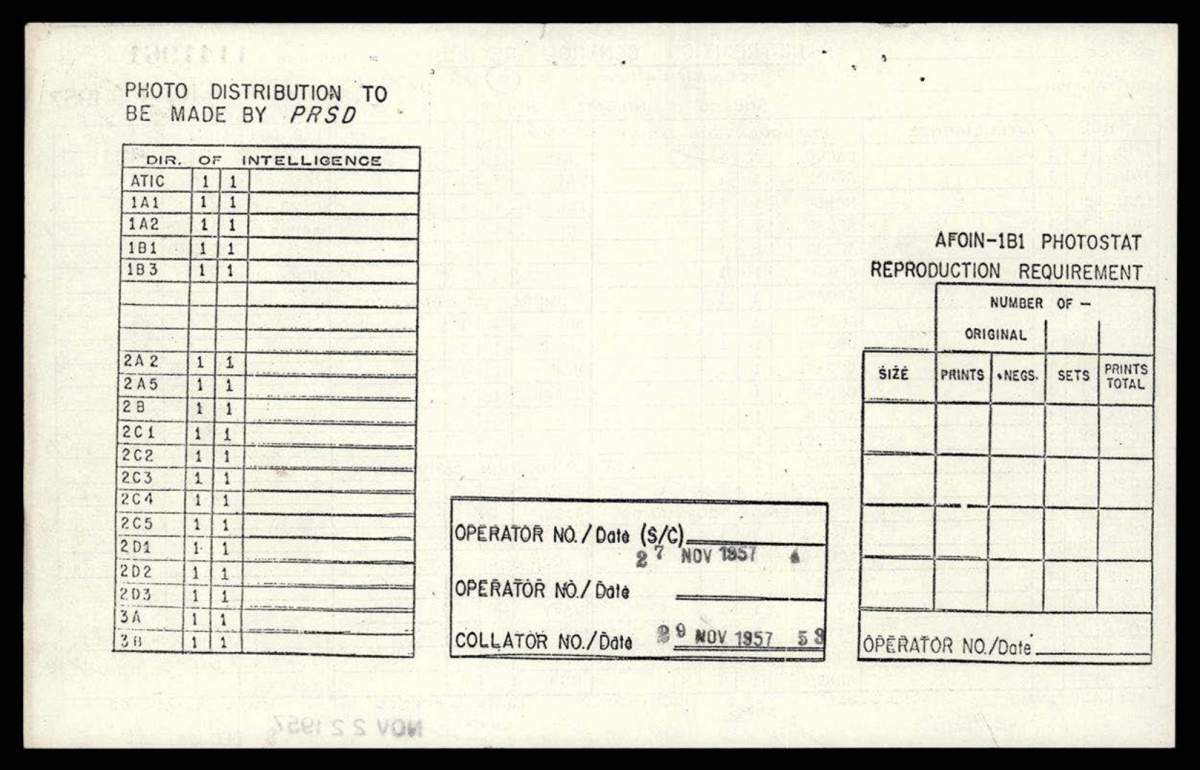 PHOTO DISTRIBUTION TO
BE MADE BY PRSD
DIR. OF INTELLIGENCE
ATIC 1 1
1A1 1 1
1A2 1 1
1B1 1 1
1B3 1 1
2A2 1 1
2A5 1 1
2B 1 1
2C1 1 1
2C2 1 1
2C3 1 1
2C4 1 1
2C5 1 1
2D1 1 1
2D2 1 1
2D3 1 1
3A 1 1
3B 1 1
OPERATOR NO./Date (S/C)
27 NOV 1957 4
OPERATOR NO./Date
COLLATOR NO./Date 29 NOV 1957 53
AFOIN-1B1 PHOTOSTAT
REPRODUCTION REQUIREMENT
NUMBER OF -
ORIGINAL
SIZE PRINTS NEGS. SETS PRINTS TOTAL
OPERATOR NO./Date
NOV 22 1957